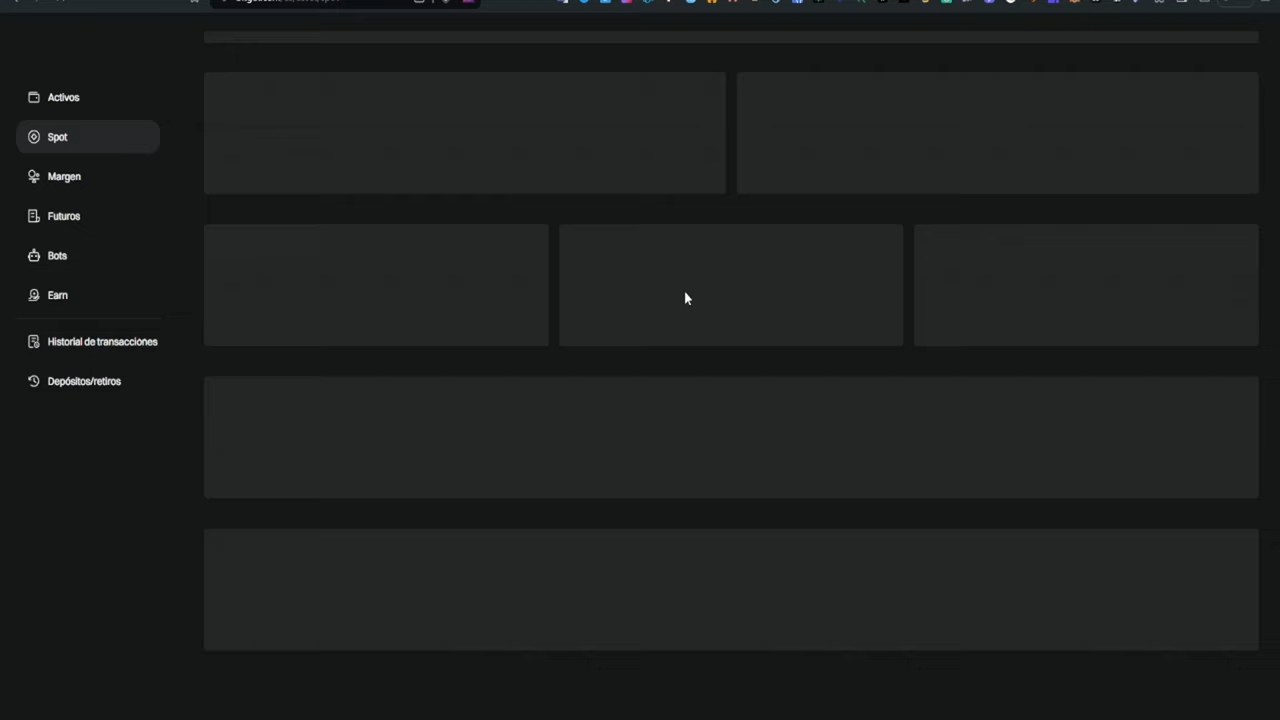 Activos
Spot
Margen
Futuros
Bots
Earn
Historial de transacciones
Depósitos/retiros